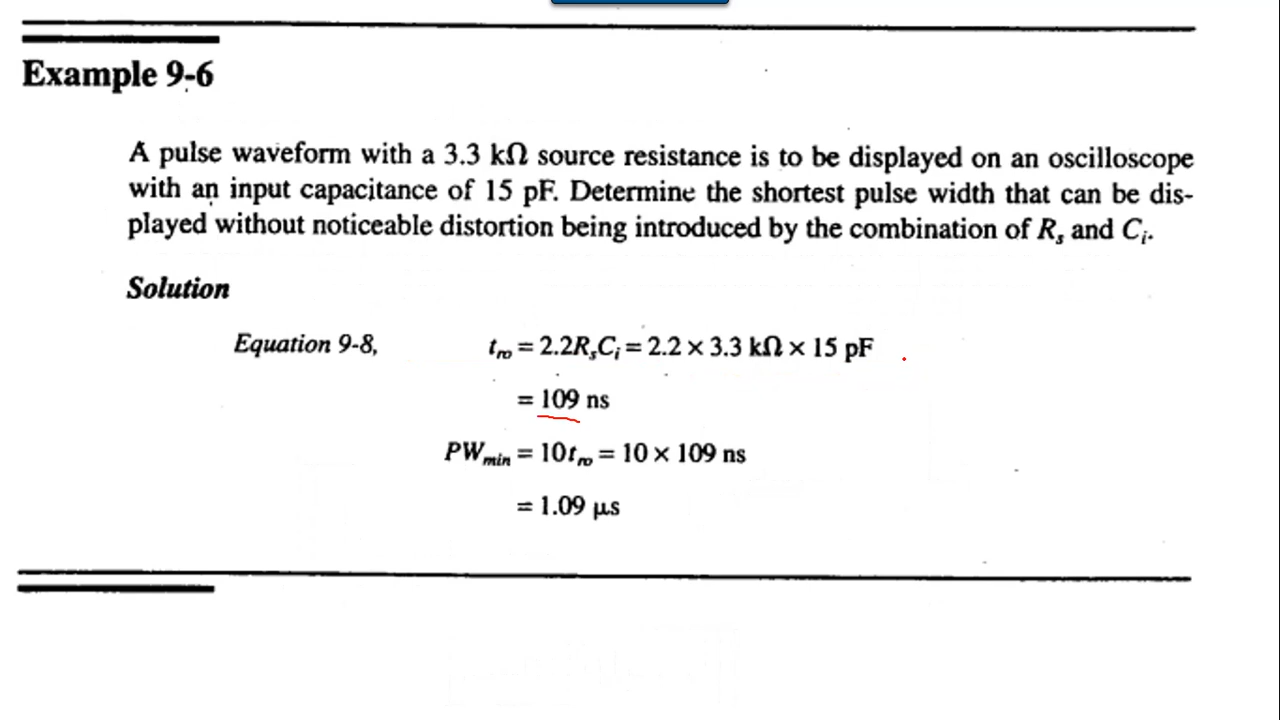 Example 9-6
A pulse waveform with a 3.3 kΩ source resistance is to be displayed on an oscilloscope
with an input capacitance of 15 pF. Determine the shortest pulse width that can be dis-
played without noticeable distortion being introduced by the combination of Rₛ and Cᵢ.
Solution
Equation 9-8, tᵣₒ = 2.2RₛCᵢ = 2.2 × 3.3 kΩ × 15 pF
= 109 ns
PWmin = 10tᵣₒ = 10 × 109 ns
= 1.09 μs